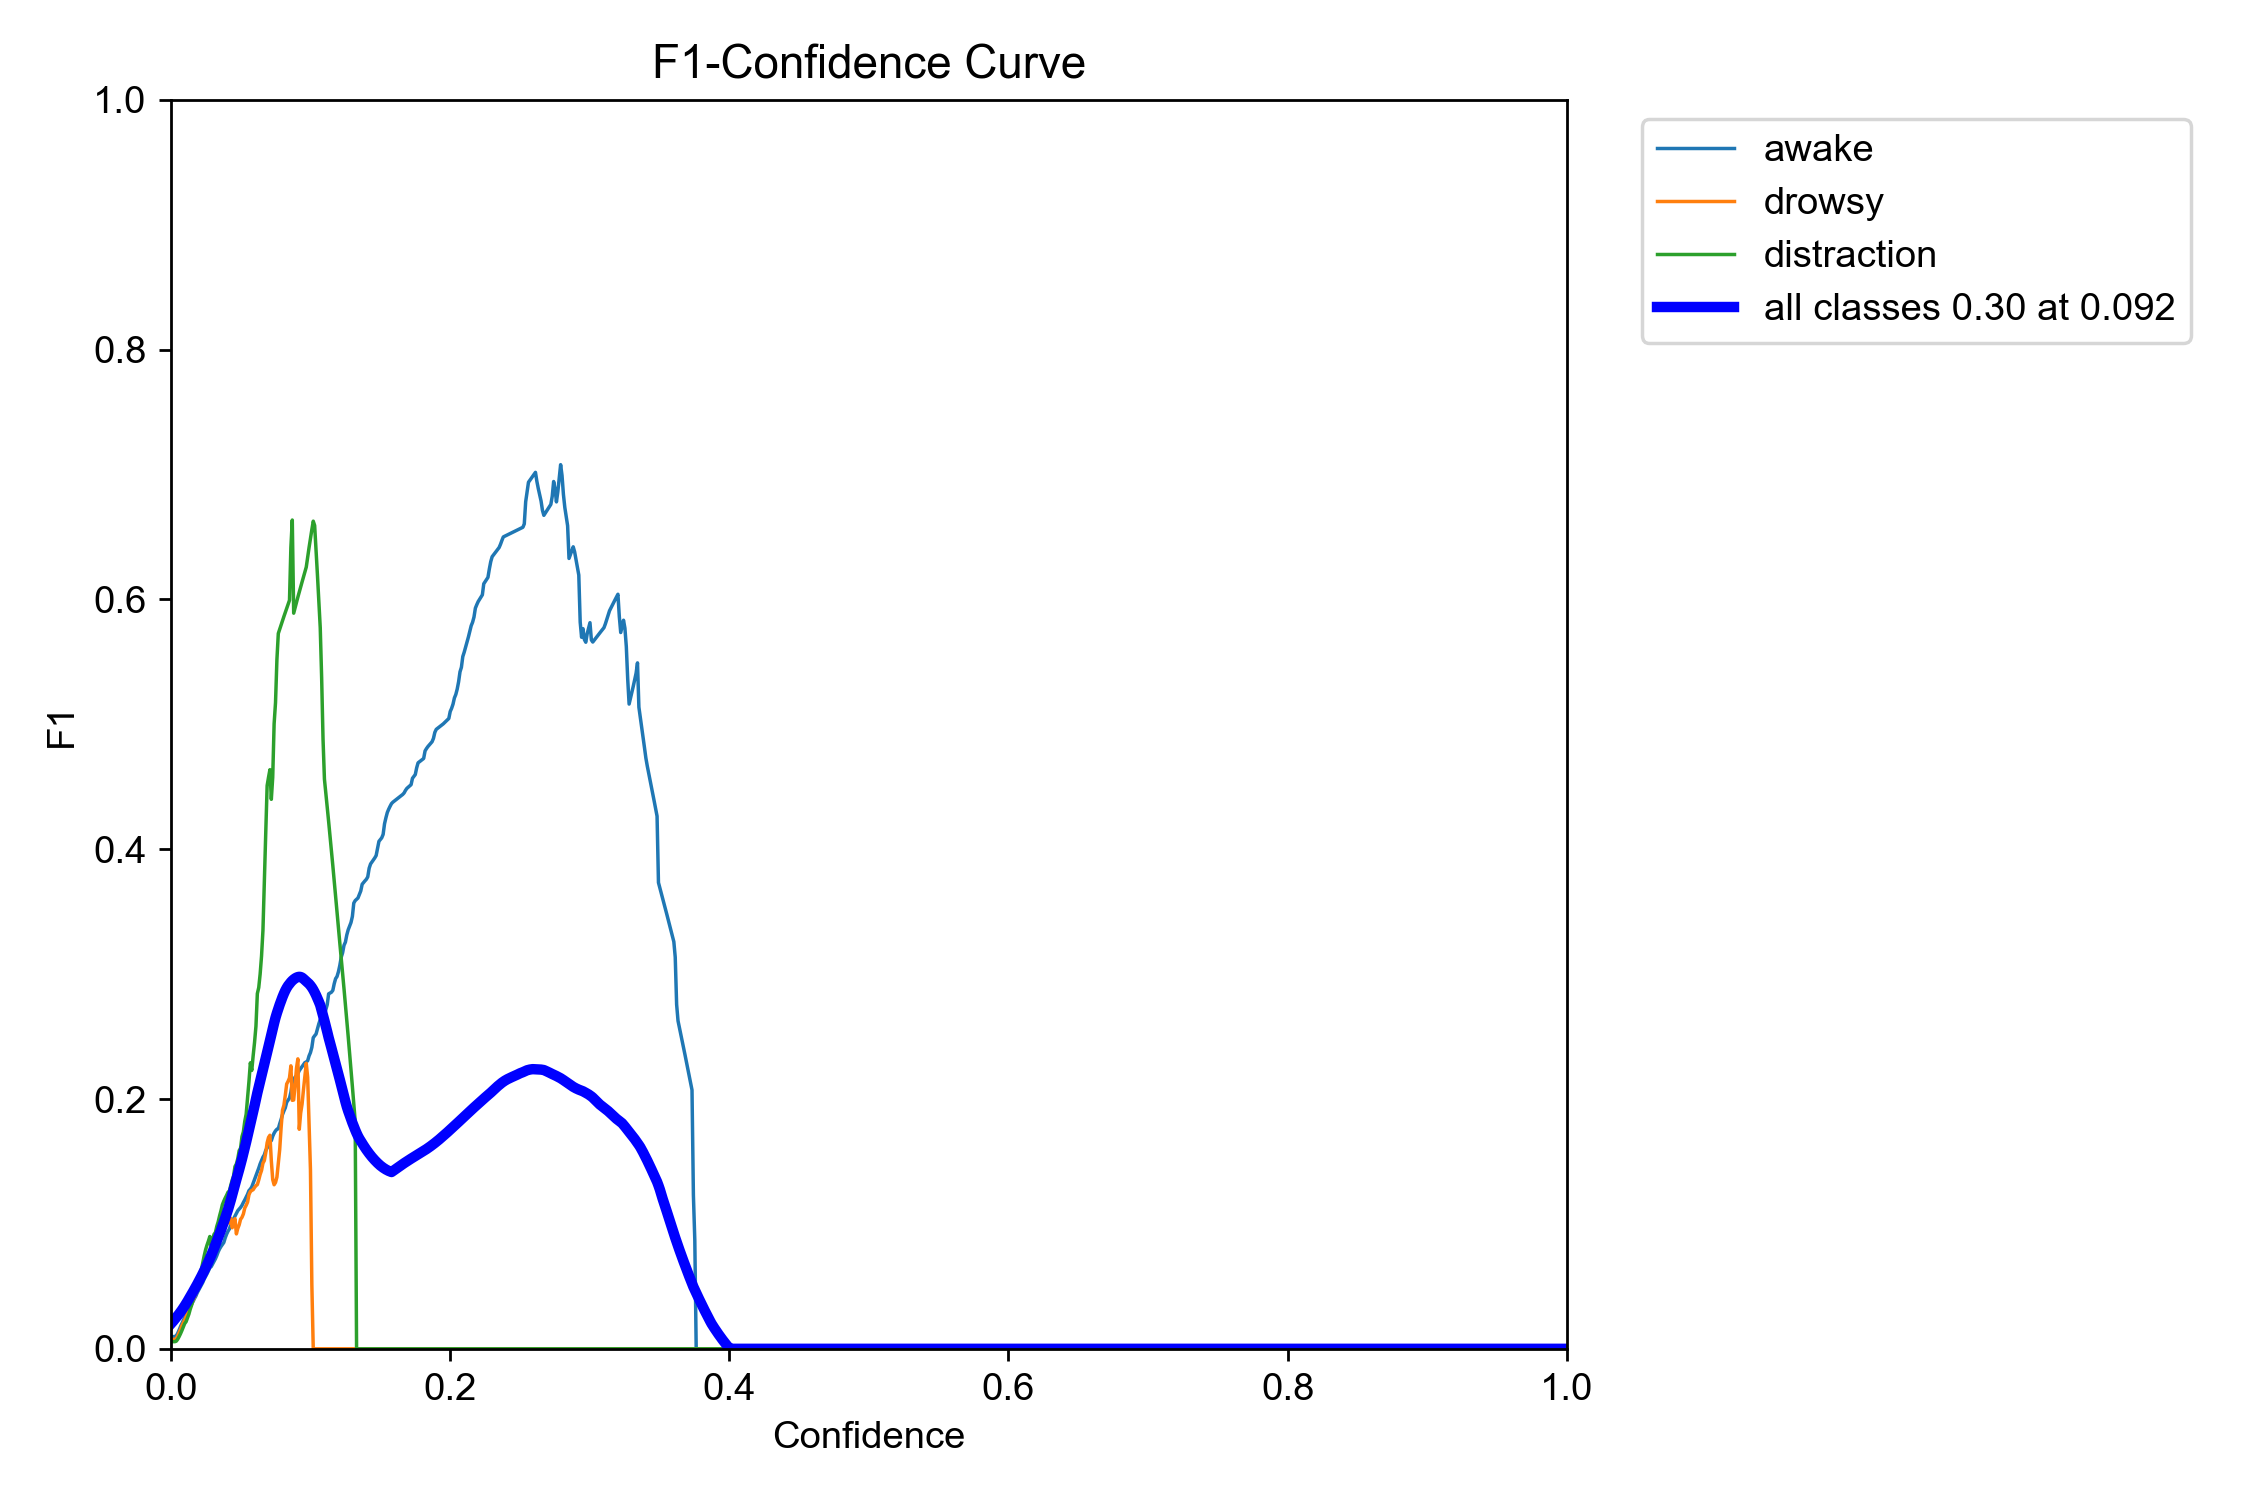 F1-Confidence Curve
1.0
0.8
0.6
0.4
0.2
0.0
F1
0.0 0.2 0.4 0.6 0.8 1.0
Confidence
awake
drowsy
distraction
all classes 0.30 at 0.092